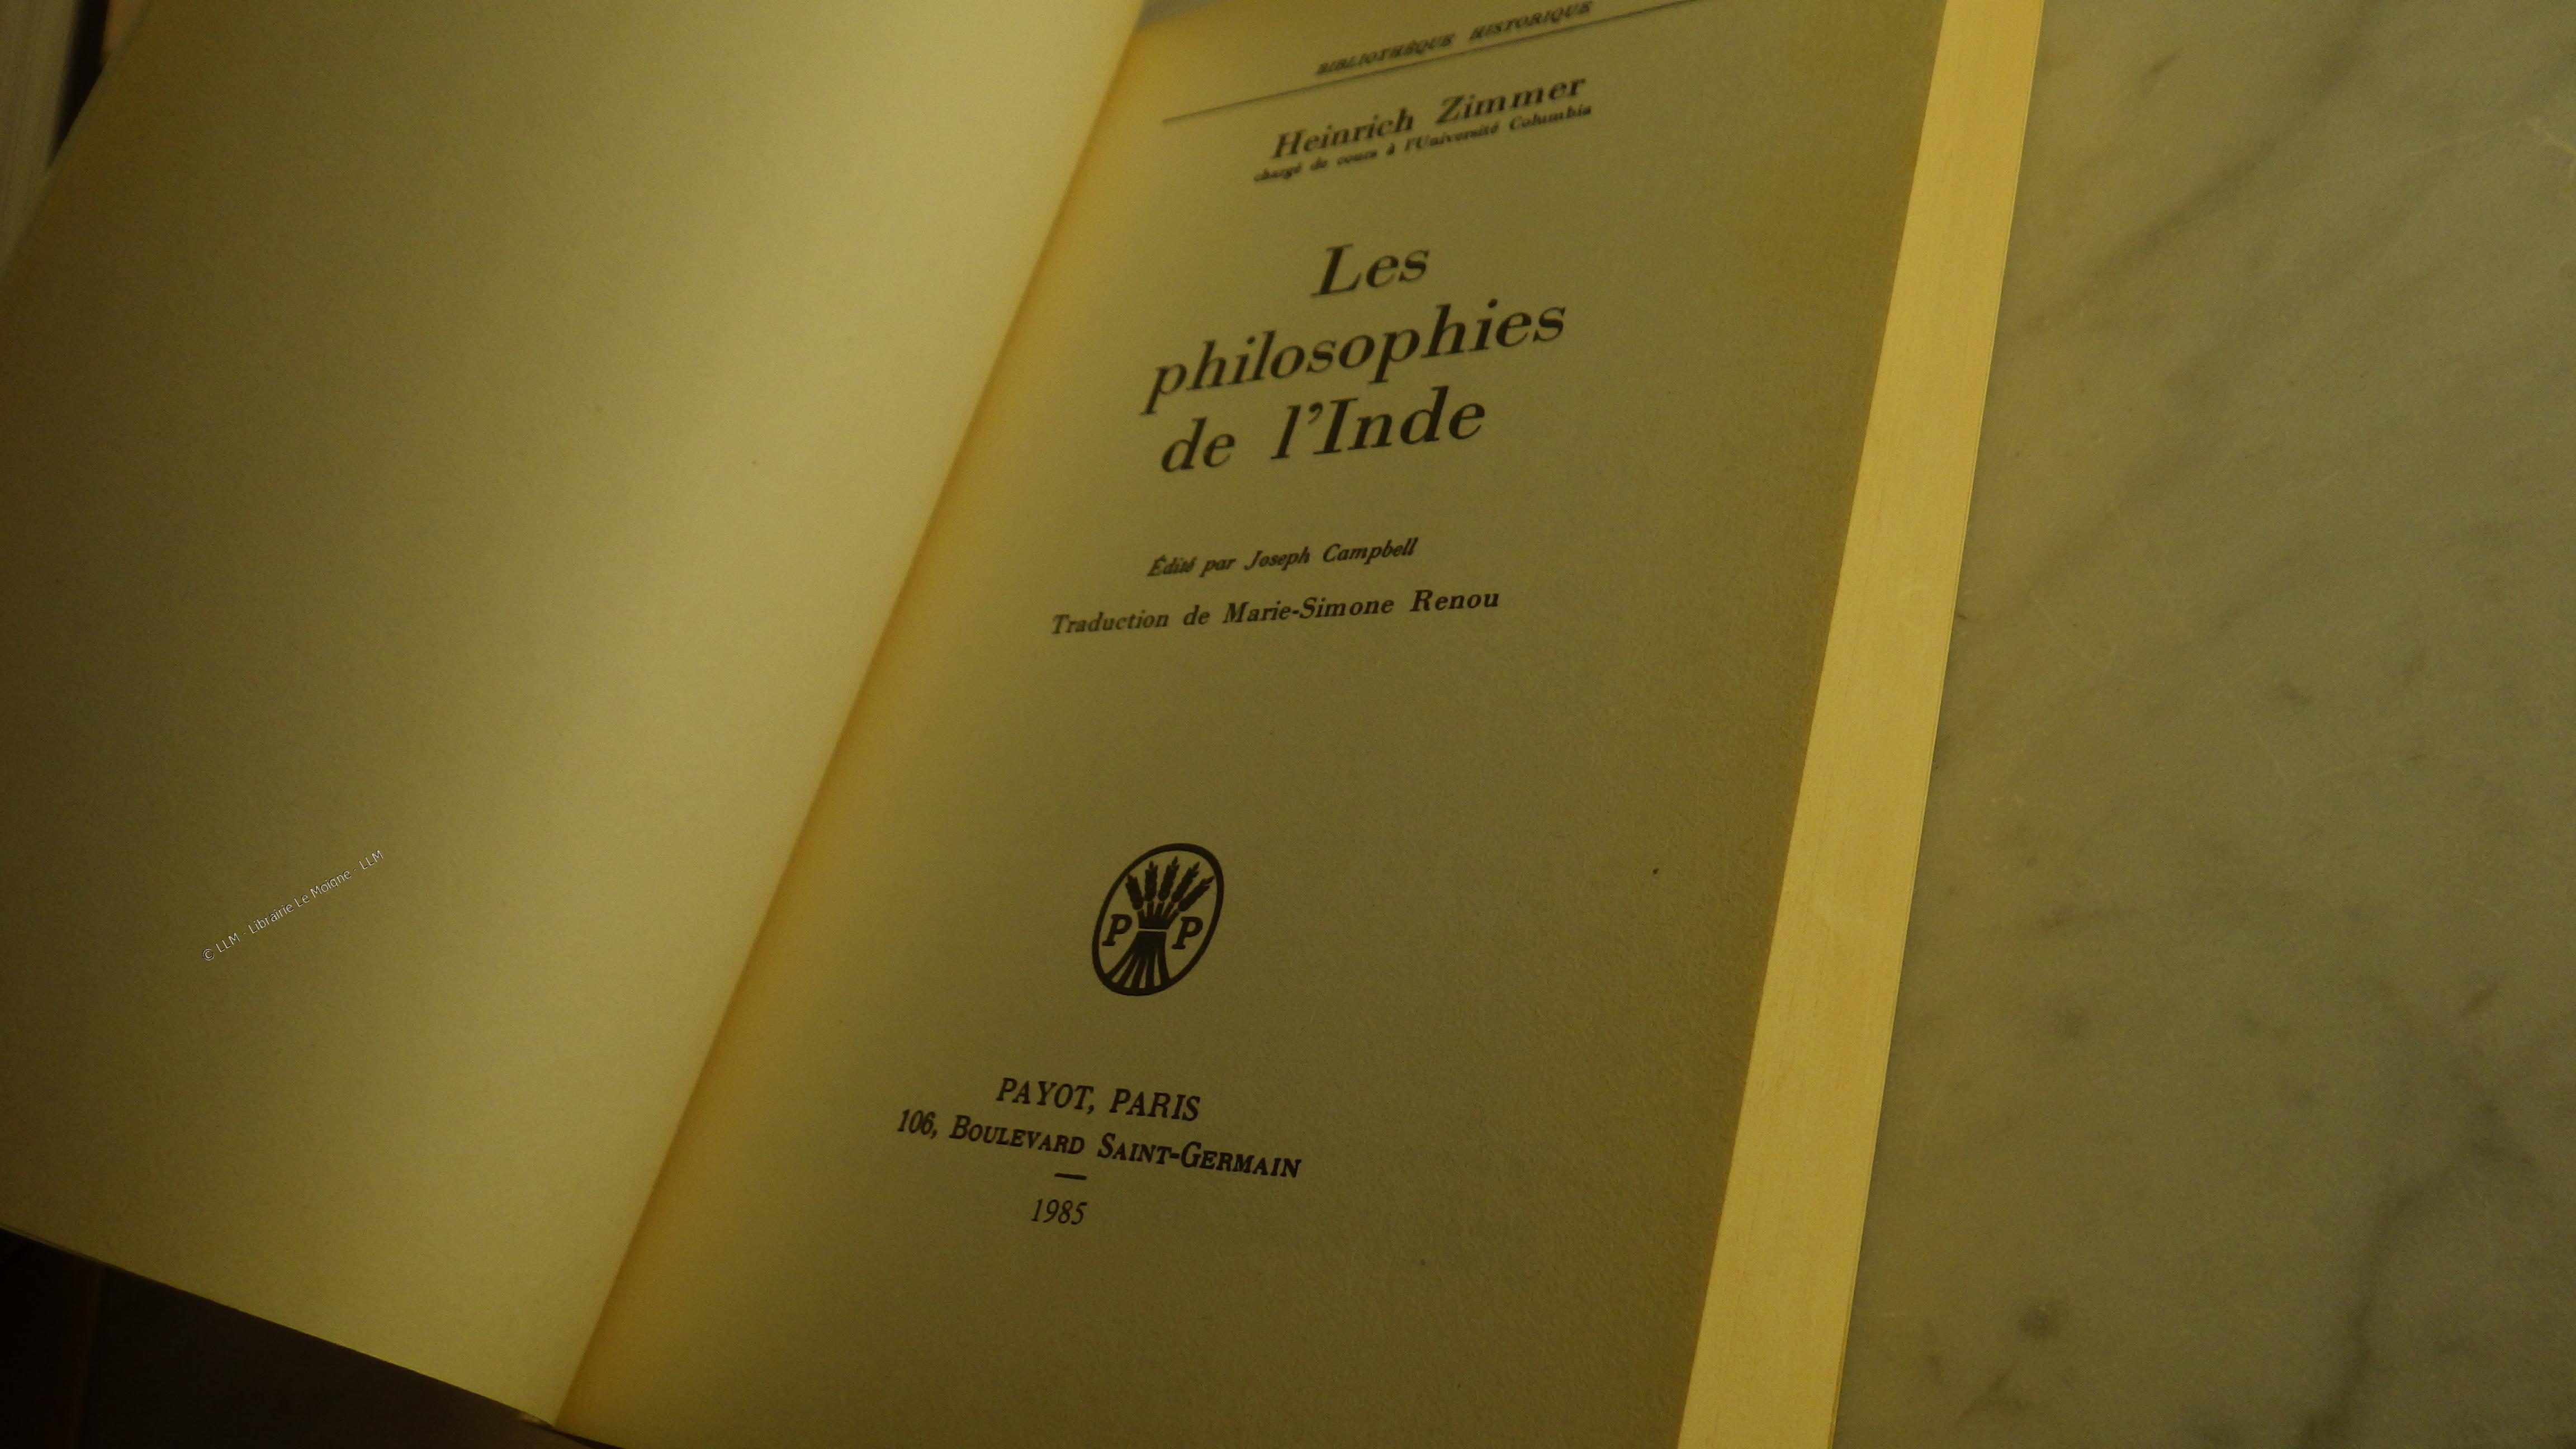 BIBLIOTHÈQUE HISTORIQUE
Heinrich Zimmer
chargé de cours à l'Université Columbia
Les
philosophies
de l'Inde
Édité par Joseph Campbell
Traduction de Marie-Simone Renou
P P
PAYOT, PARIS
106, BOULEVARD SAINT-GERMAIN
1985
© LLM - Librairie Le Moigne - LLM